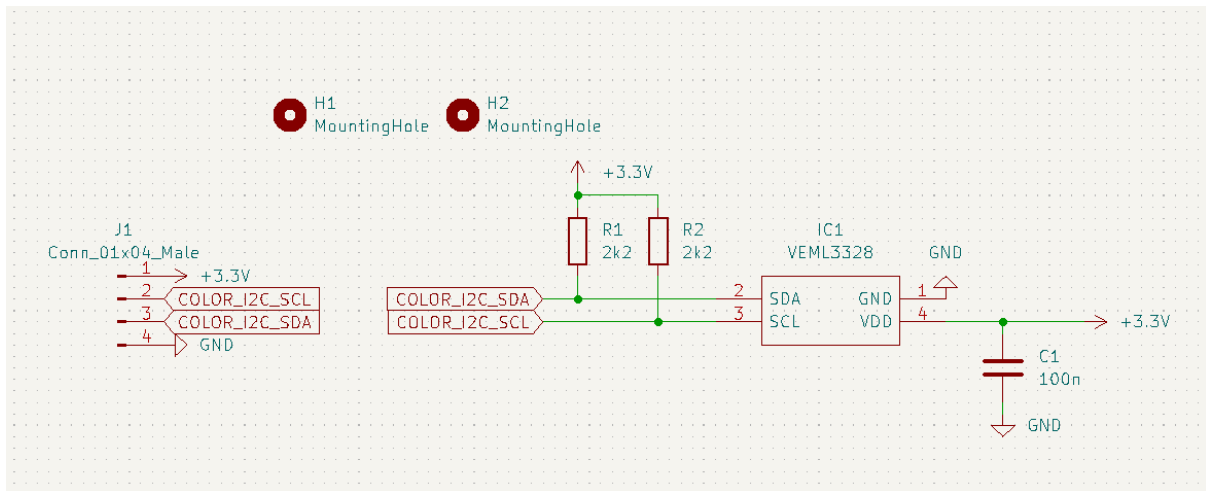 H1
MountingHole
H2
MountingHole
+3.3V
J1
Conn_01x04_Male
1
+3.3V
2
COLOR_I2C_SCL
3
COLOR_I2C_SDA
4
GND
R1
2k2
R2
2k2
COLOR_I2C_SDA
COLOR_I2C_SCL
IC1
VEML3328
2
SDA
3
SCL
GND
1
VDD
4
GND
+3.3V
C1
100n
GND